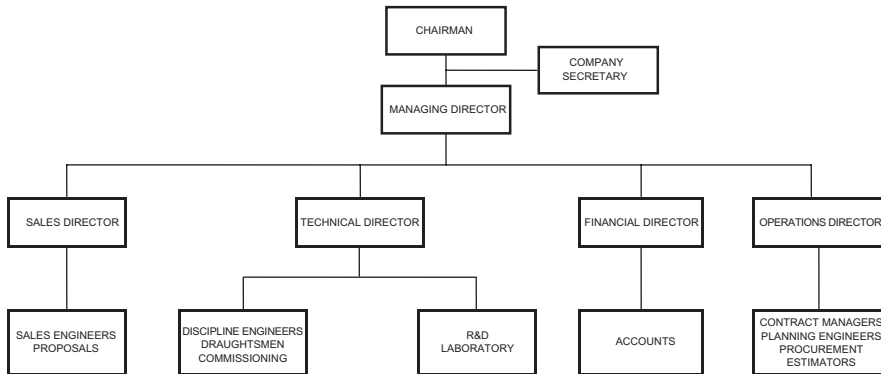 CHAIRMAN
COMPANY
SECRETARY
MANAGING DIRECTOR
SALES DIRECTOR
TECHNICAL DIRECTOR
FINANCIAL DIRECTOR
OPERATIONS DIRECTOR
SALES ENGINEERS
PROPOSALS
DISCIPLINE ENGINEERS
DRAUGHTSMEN
COMMISSIONING
R&D
LABORATORY
ACCOUNTS
CONTRACT MANAGERS
PLANNING ENGINEERS
PROCUREMENT
ESTIMATORS